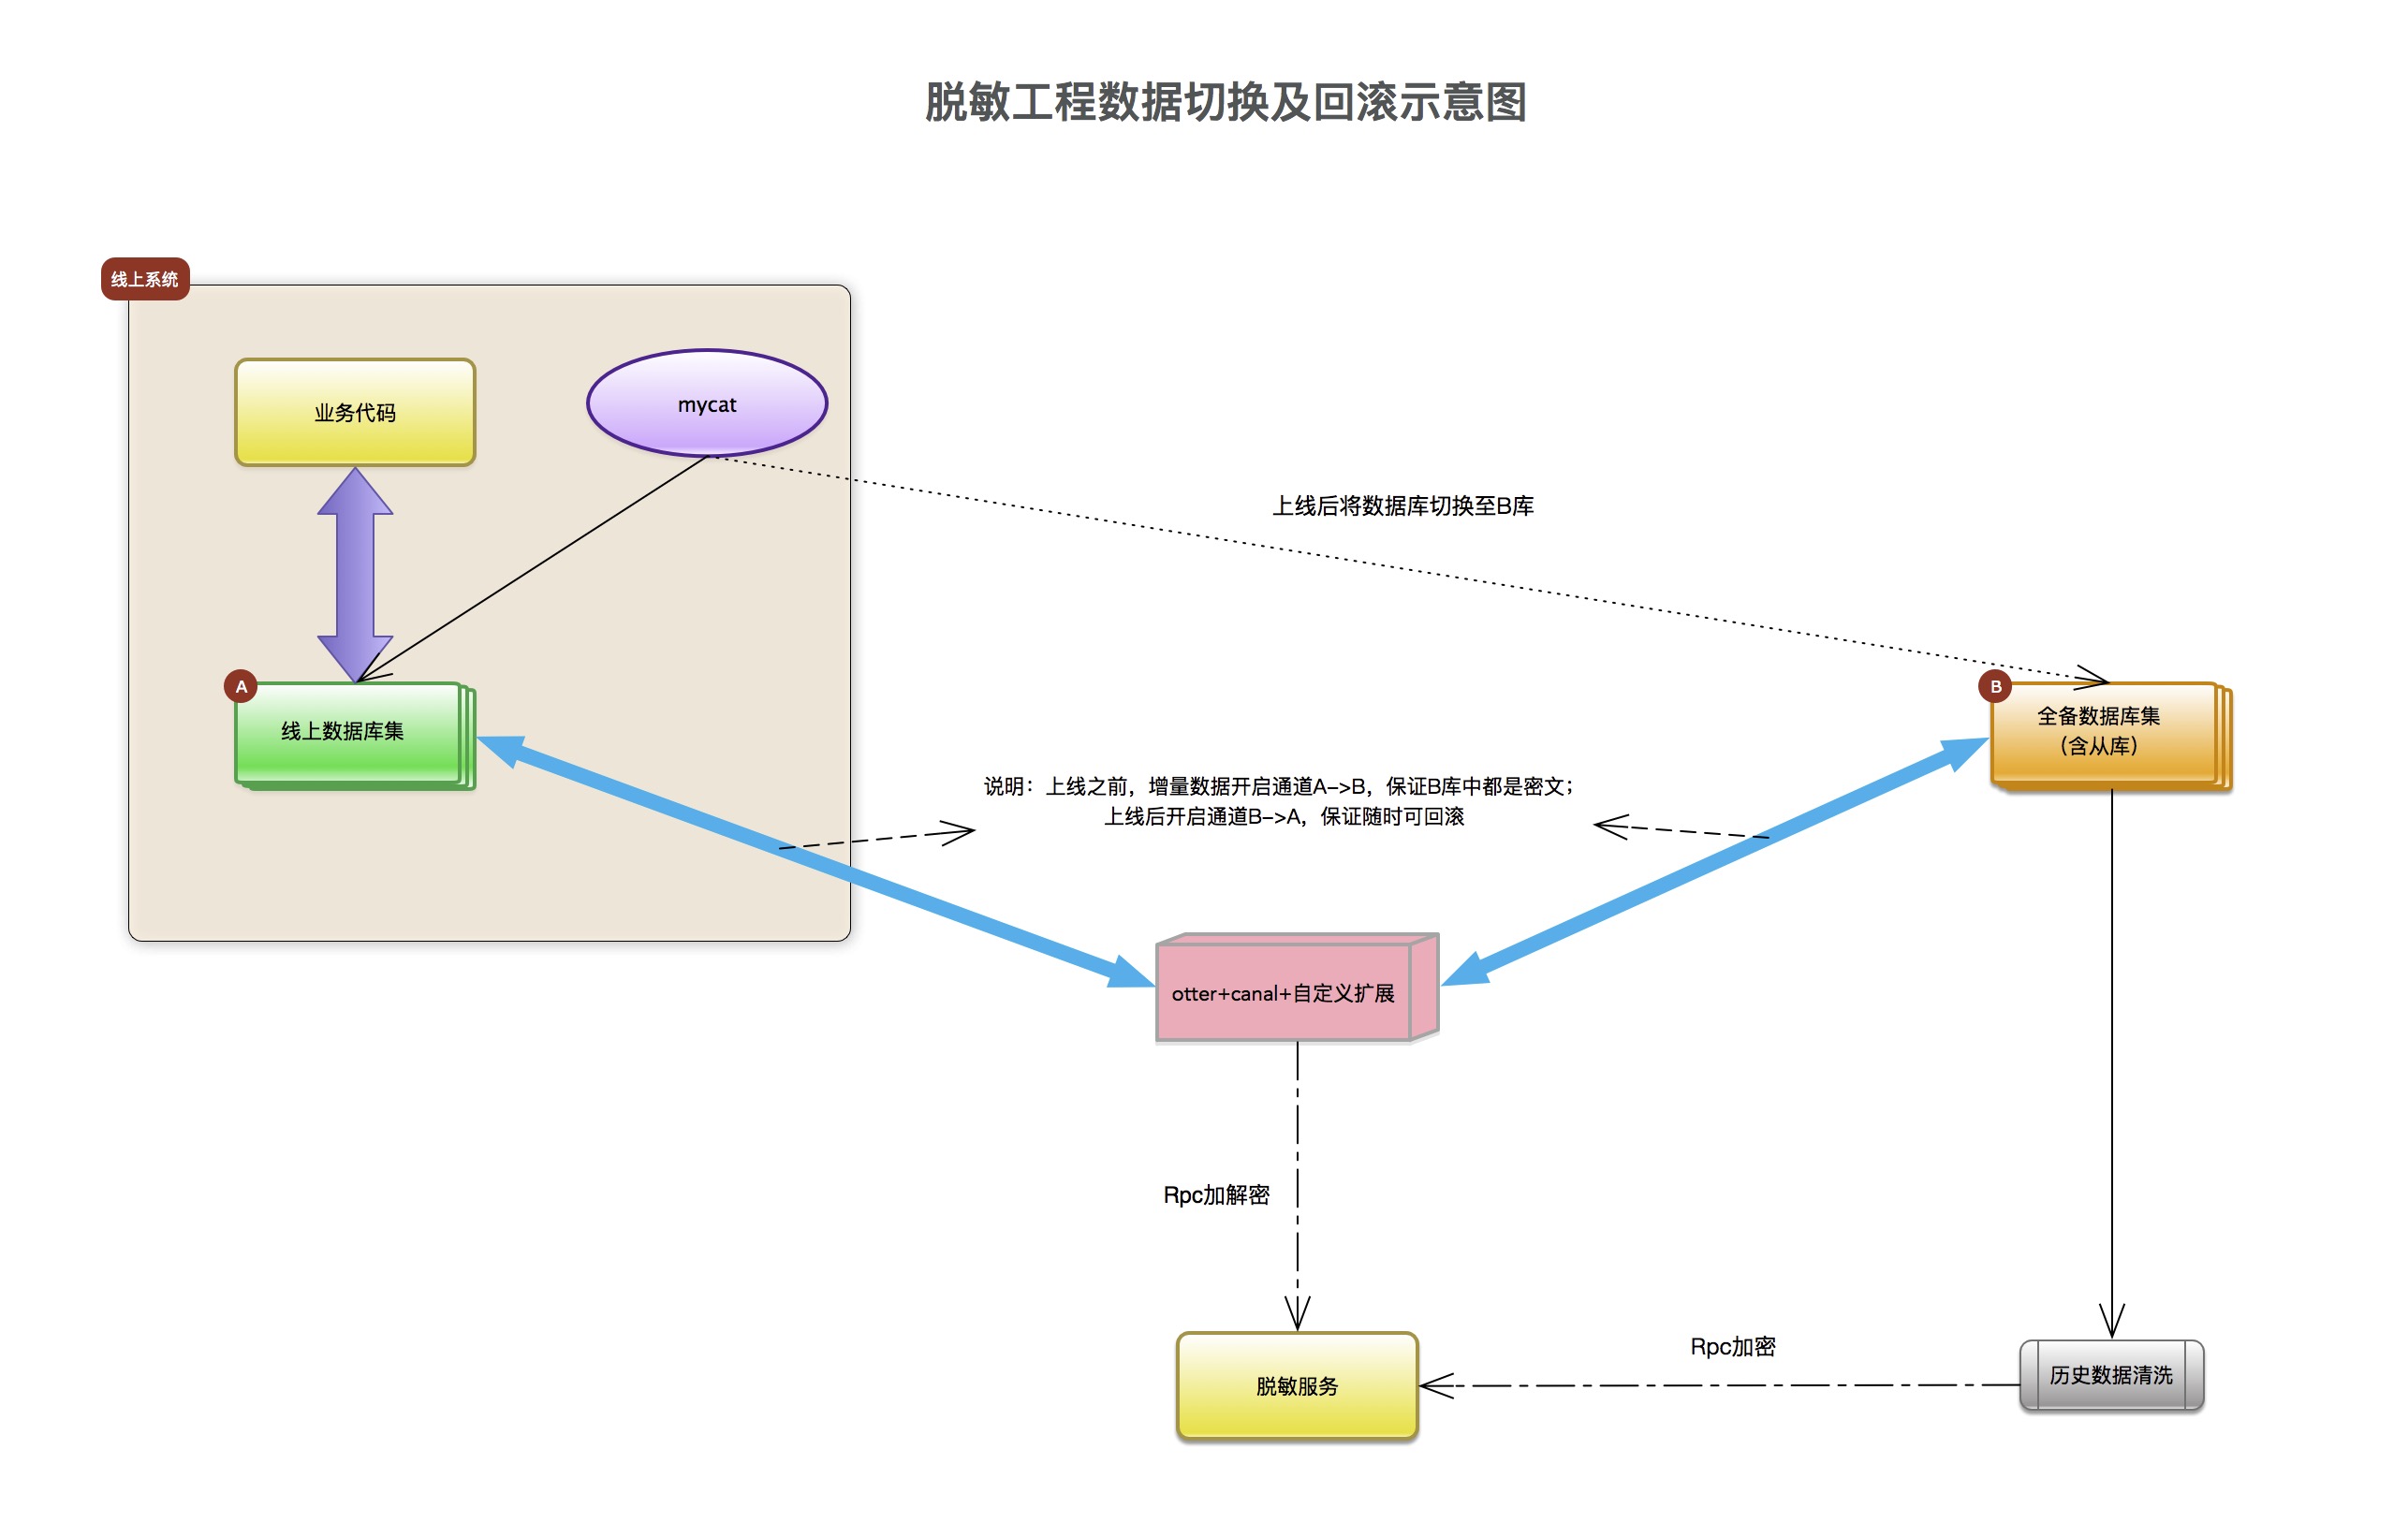 脱敏工程数据切换及回滚示意图
线上系统
业务代码
mycat
上线后将数据库切换至B库
A
线上数据库集
B
全备数据库集
（含从库）
说明：上线之前，增量数据开启通道A->B，保证B库中都是密文；
上线后开启通道B->A，保证随时可回滚
otter+canal+自定义扩展
Rpc加解密
Rpc加密
脱敏服务
历史数据清洗